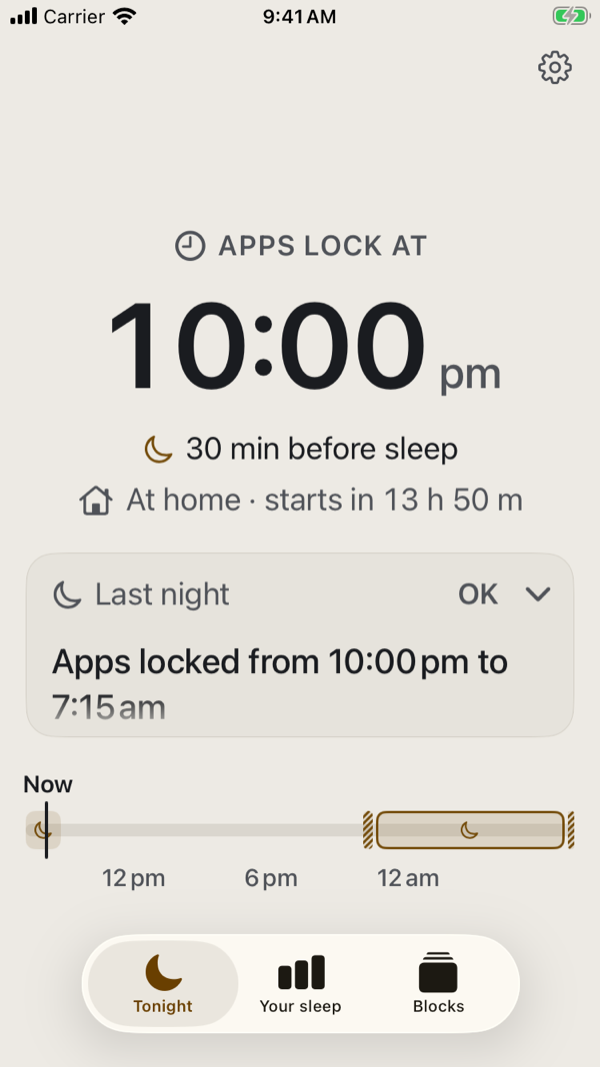 Carrier 9:41 AM
APPS LOCK AT
10:00 pm
30 min before sleep
At home · starts in 13 h 50 m
Last night OK
Apps locked from 10:00 pm to
7:15 am
Now
12 pm 6 pm 12 am
Tonight Your sleep Blocks